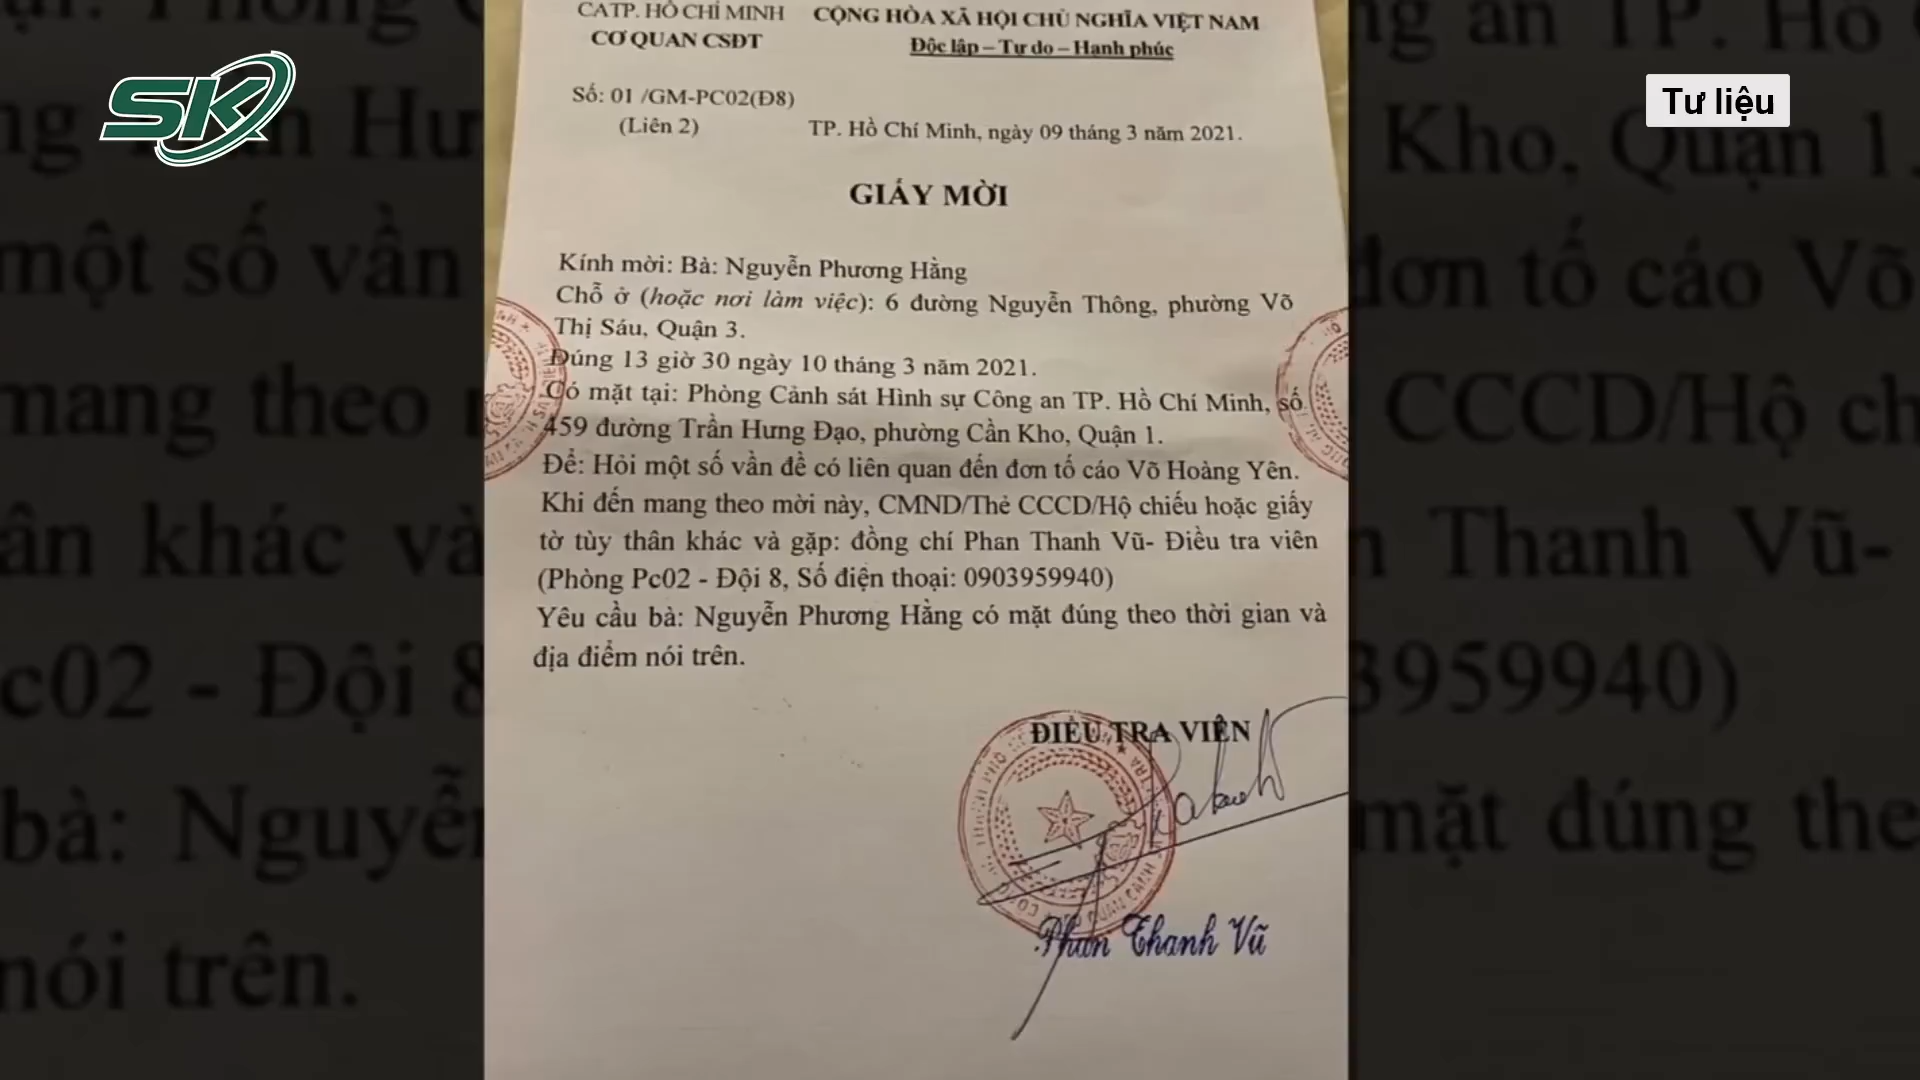 SK
Tư liệu
CATP. HỒ CHÍ MINH
CƠ QUAN CSĐT
CỘNG HÒA XÃ HỘI CHỦ NGHĨA VIỆT NAM
Độc lập – Tự do – Hạnh phúc
Số: 01 /GM-PC02(Đ8)
(Liên 2)
TP. Hồ Chí Minh, ngày 09 tháng 3 năm 2021.
GIẤY MỜI
Kính mời: Bà: Nguyễn Phương Hằng
Chỗ ở (hoặc nơi làm việc): 6 đường Nguyễn Thông, phường Võ
Thị Sáu, Quận 3.
Đúng 13 giờ 30 ngày 10 tháng 3 năm 2021.
Có mặt tại: Phòng Cảnh sát Hình sự Công an TP. Hồ Chí Minh, số
459 đường Trần Hưng Đạo, phường Cần Kho, Quận 1.
Để: Hỏi một số vần đề có liên quan đến đơn tố cáo Võ Hoàng Yên.
Khi đến mang theo mời này, CMND/Thẻ CCCD/Hộ chiếu hoặc giấy
tờ tùy thân khác và gặp: đồng chí Phan Thanh Vũ- Điều tra viên
(Phòng Pc02 - Đội 8, Số điện thoại: 0903959940)
Yêu cầu bà: Nguyễn Phương Hằng có mặt đúng theo thời gian và
địa điểm nói trên.
ĐIỀU TRA VIÊN
Phan Thanh Vũ